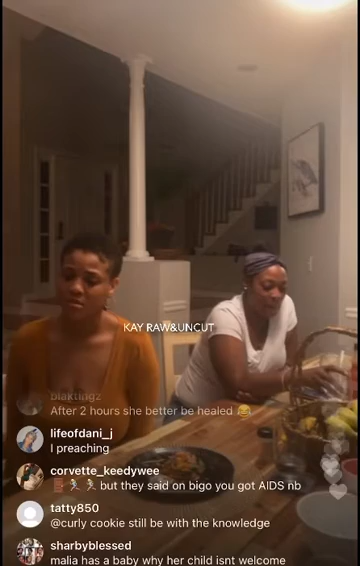 KAY RAW&UNCUT
blaktingz
After 2 hours she better be healed 😂
lifeofdani_j
I preaching
corvette_keedywee
🚪🏃🏃 but they said on bigo you got AIDS nb
tatty850
@curly cookie still be with the knowledge
sharbyblessed
malia has a baby why her child isnt welcome